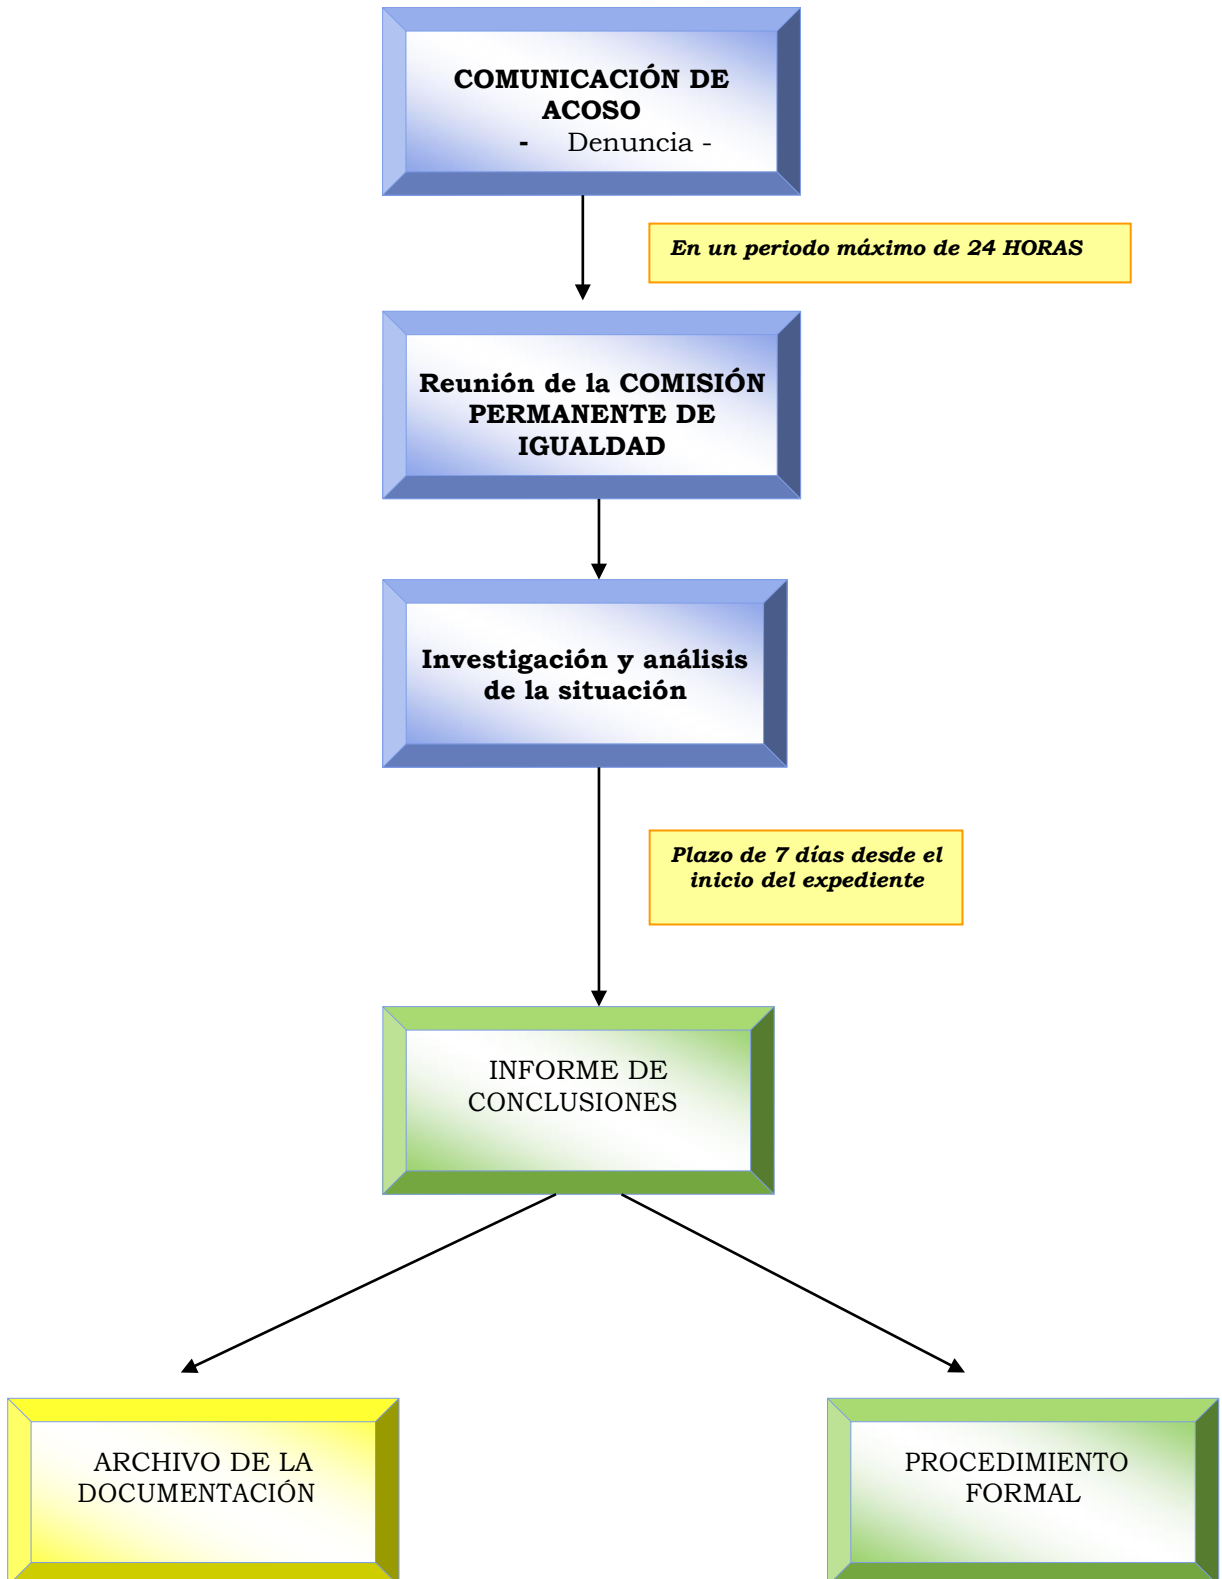 COMUNICACIÓN DE
ACOSO
- Denuncia -
En un periodo máximo de 24 HORAS
Reunión de la COMISIÓN
PERMANENTE DE
IGUALDAD
Investigación y análisis
de la situación
Plazo de 7 días desde el
inicio del expediente
INFORME DE
CONCLUSIONES
ARCHIVO DE LA
DOCUMENTACIÓN
PROCEDIMIENTO
FORMAL